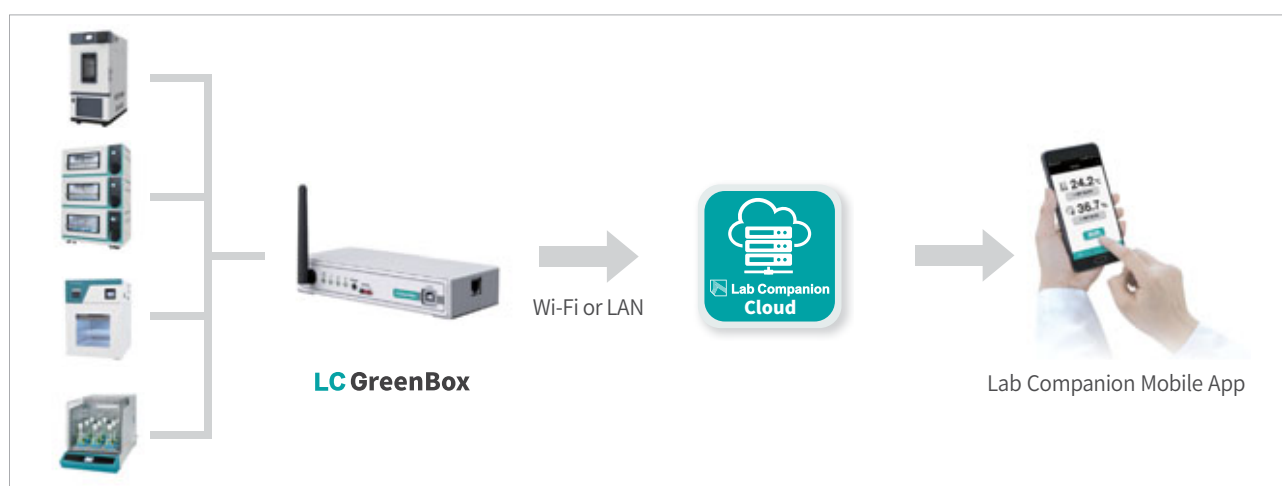 Wi-Fi or LAN
LC GreenBox
Lab Companion
Cloud
24.2
36.7
Lab Companion Mobile App